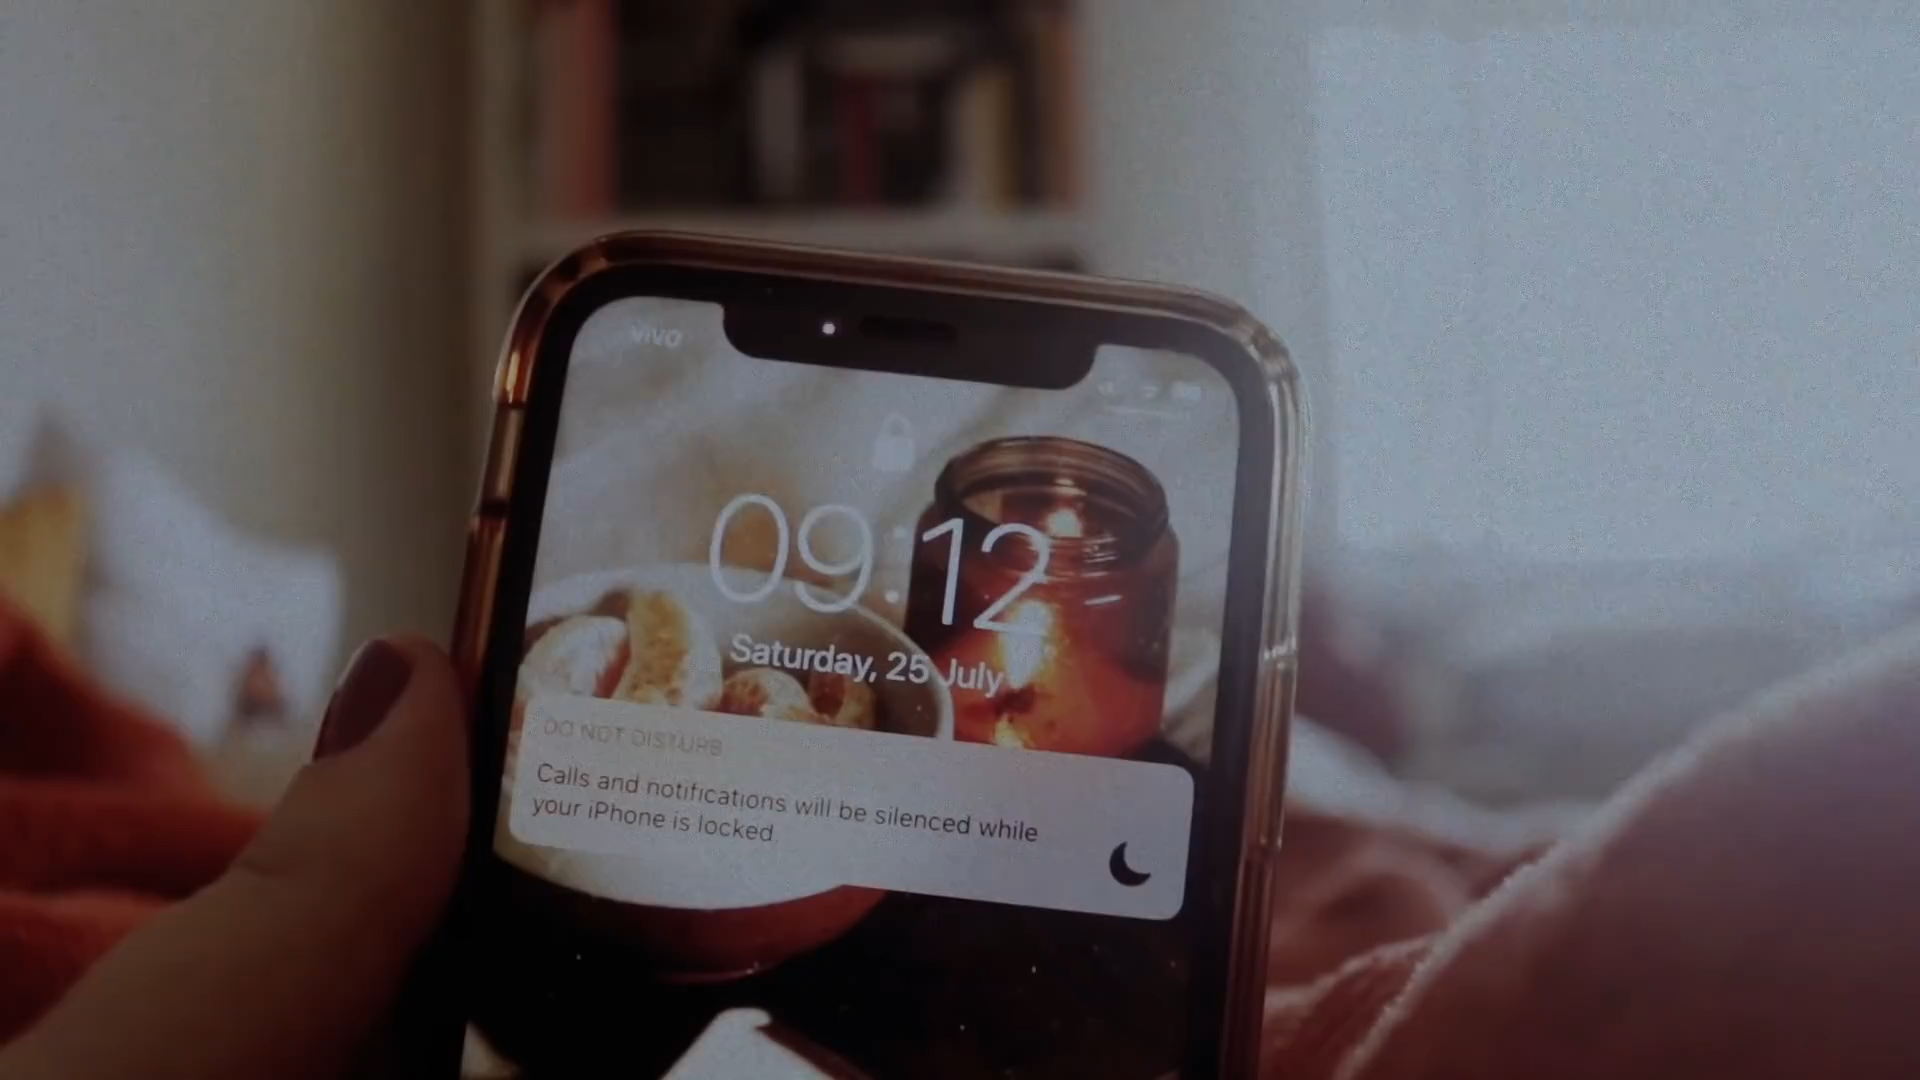 vivo
09:12
Saturday, 25 July
DO NOT DISTURB
Calls and notifications will be silenced while
your iPhone is locked.